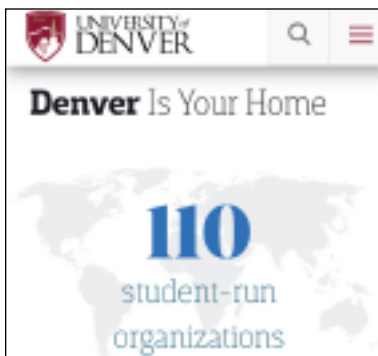 UNIVERSITY of
DENVER
Denver Is Your Home
110
student-run
organizations